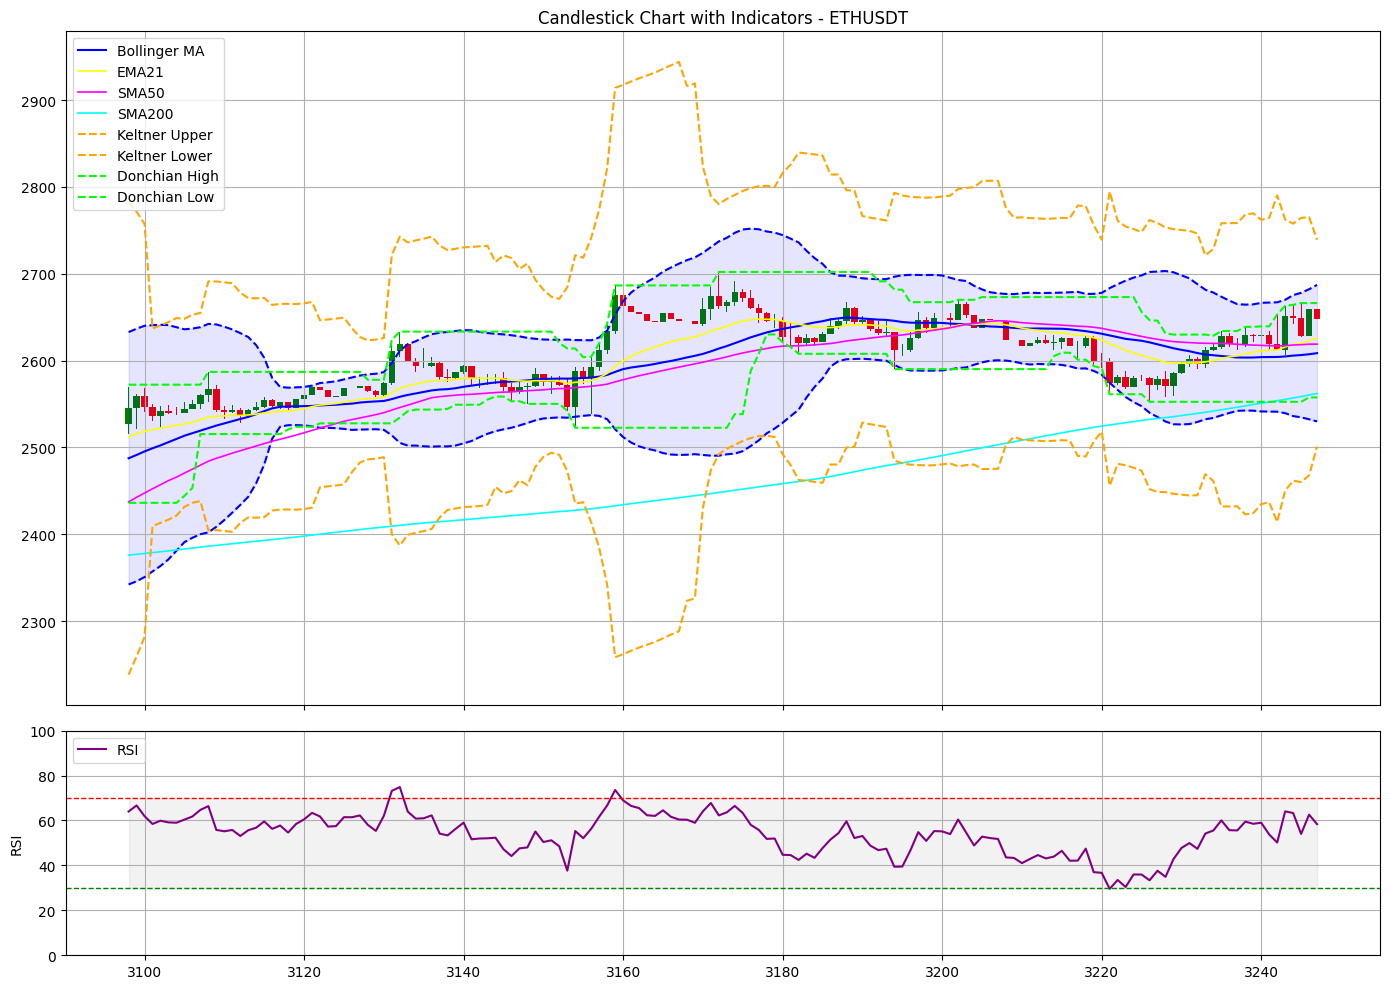 Candlestick Chart with Indicators - ETHUSDT
Bollinger MA
EMA21
SMA50
SMA200
Keltner Upper
Keltner Lower
Donchian High
Donchian Low
2900
2800
2700
2600
2500
2400
2300
RSI
100
80
60
40
20
0
RSI
3100
3120
3140
3160
3180
3200
3220
3240